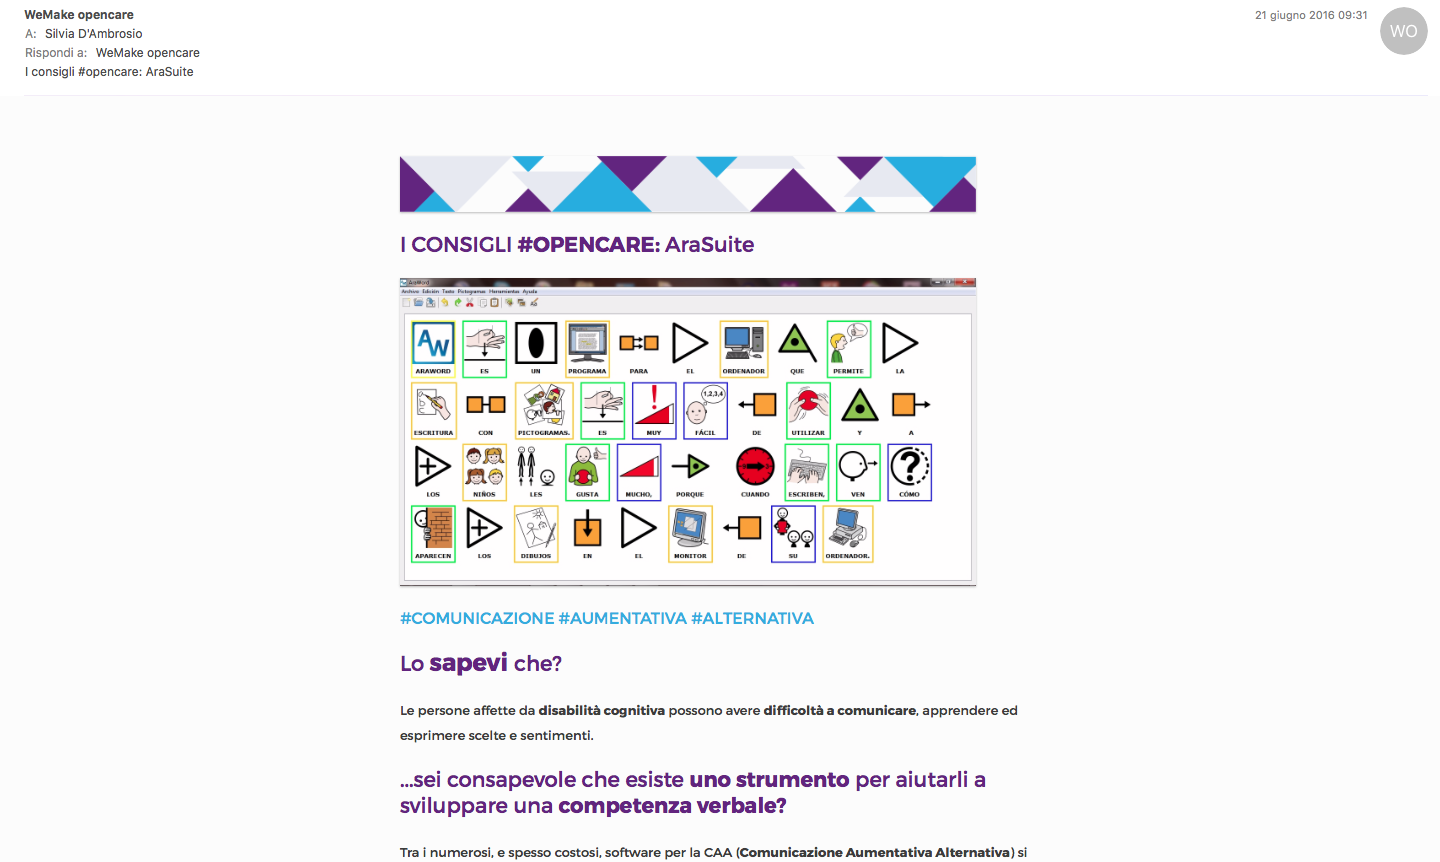 WeMake opencare
21 giugno 2016 09:31
WO
A: Silvia D'Ambrosio
Rispondi a: WeMake opencare
I consigli #opencare: AraSuite
I CONSIGLI #OPENCARE: AraSuite
AraWord
Archivo Edición Texto Pictogramas Herramientas Ayuda
AW
ARAWORD ES UN PROGRAMA PARA EL ORDENADOR QUE PERMITE LA
1,2,3,4
ESCRITURA CON PICTOGRAMAS. ES MUY FÁCIL DE UTILIZAR Y A
LOS NIÑOS LES GUSTA MUCHO, PORQUE CUANDO ESCRIBEN, VEN CÓMO
APARECEN LOS DIBUJOS EN EL MONITOR DE SU ORDENADOR.
#COMUNICAZIONE #AUMENTATIVA #ALTERNATIVA
Lo sapevi che?
Le persone affette da disabilità cognitiva possono avere difficoltà a comunicare, apprendere ed
esprimere scelte e sentimenti.
...sei consapevole che esiste uno strumento per aiutarli a
sviluppare una competenza verbale?
Tra i numerosi, e spesso costosi, software per la CAA (Comunicazione Aumentativa Alternativa) si